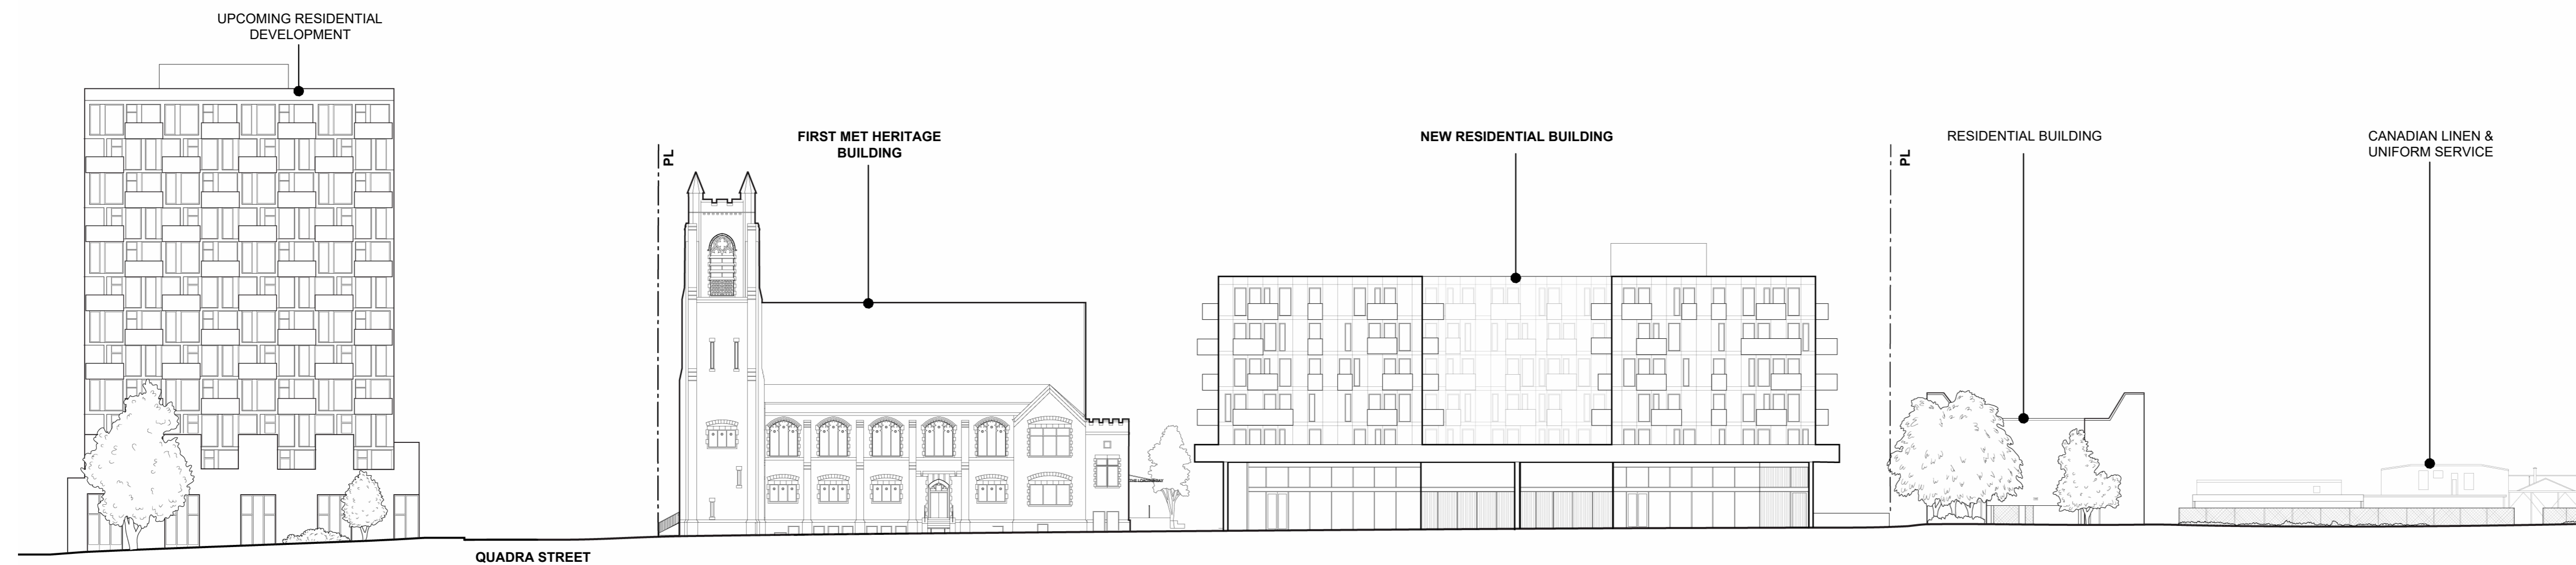 UPCOMING RESIDENTIAL
DEVELOPMENT
FIRST MET HERITAGE
BUILDING
NEW RESIDENTIAL BUILDING
RESIDENTIAL BUILDING
CANADIAN LINEN &
UNIFORM SERVICE
PL
PL
QUADRA STREET